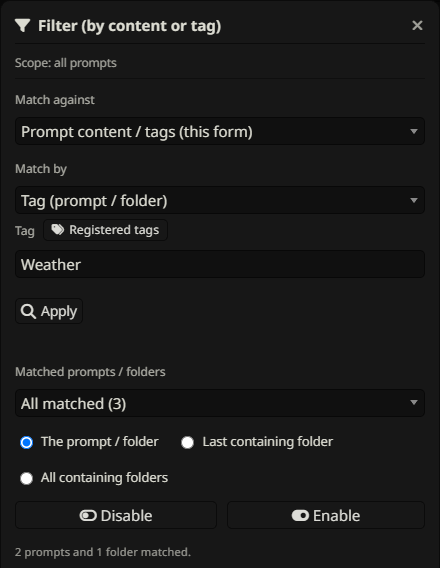 Filter (by content or tag)
Scope: all prompts
Match against
Prompt content / tags (this form)
Match by
Tag (prompt / folder)
Tag Registered tags
Weather
Apply
Matched prompts / folders
All matched (3)
The prompt / folder Last containing folder
All containing folders
Disable Enable
2 prompts and 1 folder matched.